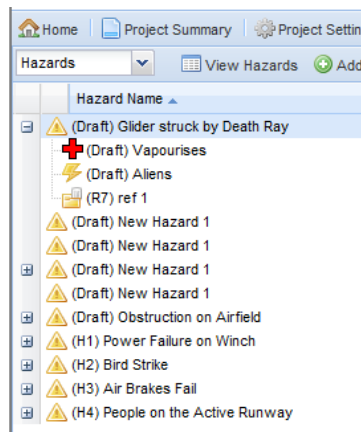 Home Project Summary Project Settin
Hazards View Hazards Add
Hazard Name
(Draft) Glider struck by Death Ray
(Draft) Vapourises
(Draft) Aliens
(R7) ref 1
(Draft) New Hazard 1
(Draft) New Hazard 1
(Draft) New Hazard 1
(Draft) New Hazard 1
(Draft) Obstruction on Airfield
(H1) Power Failure on Winch
(H2) Bird Strike
(H3) Air Brakes Fail
(H4) People on the Active Runway